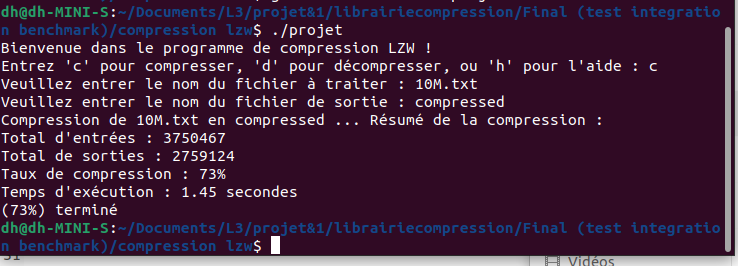 dh@dh-MINI-S:~/Documents/L3/projet&1/librairiecompression/Final (test integratio
n benchmark)/compression lzw$ ./projet
Bienvenue dans le programme de compression LZW !
Entrez 'c' pour compresser, 'd' pour décompresser, ou 'h' pour l'aide : c
Veuillez entrer le nom du fichier à traiter : 10M.txt
Veuillez entrer le nom du fichier de sortie : compressed
Compression de 10M.txt en compressed ... Résumé de la compression :
Total d'entrées : 3750467
Total de sorties : 2759124
Taux de compression : 73%
Temps d'exécution : 1.45 secondes
(73%) terminé
dh@dh-MINI-S:~/Documents/L3/projet&1/librairiecompression/Final (test integratio
n benchmark)/compression lzw$
Vidéos